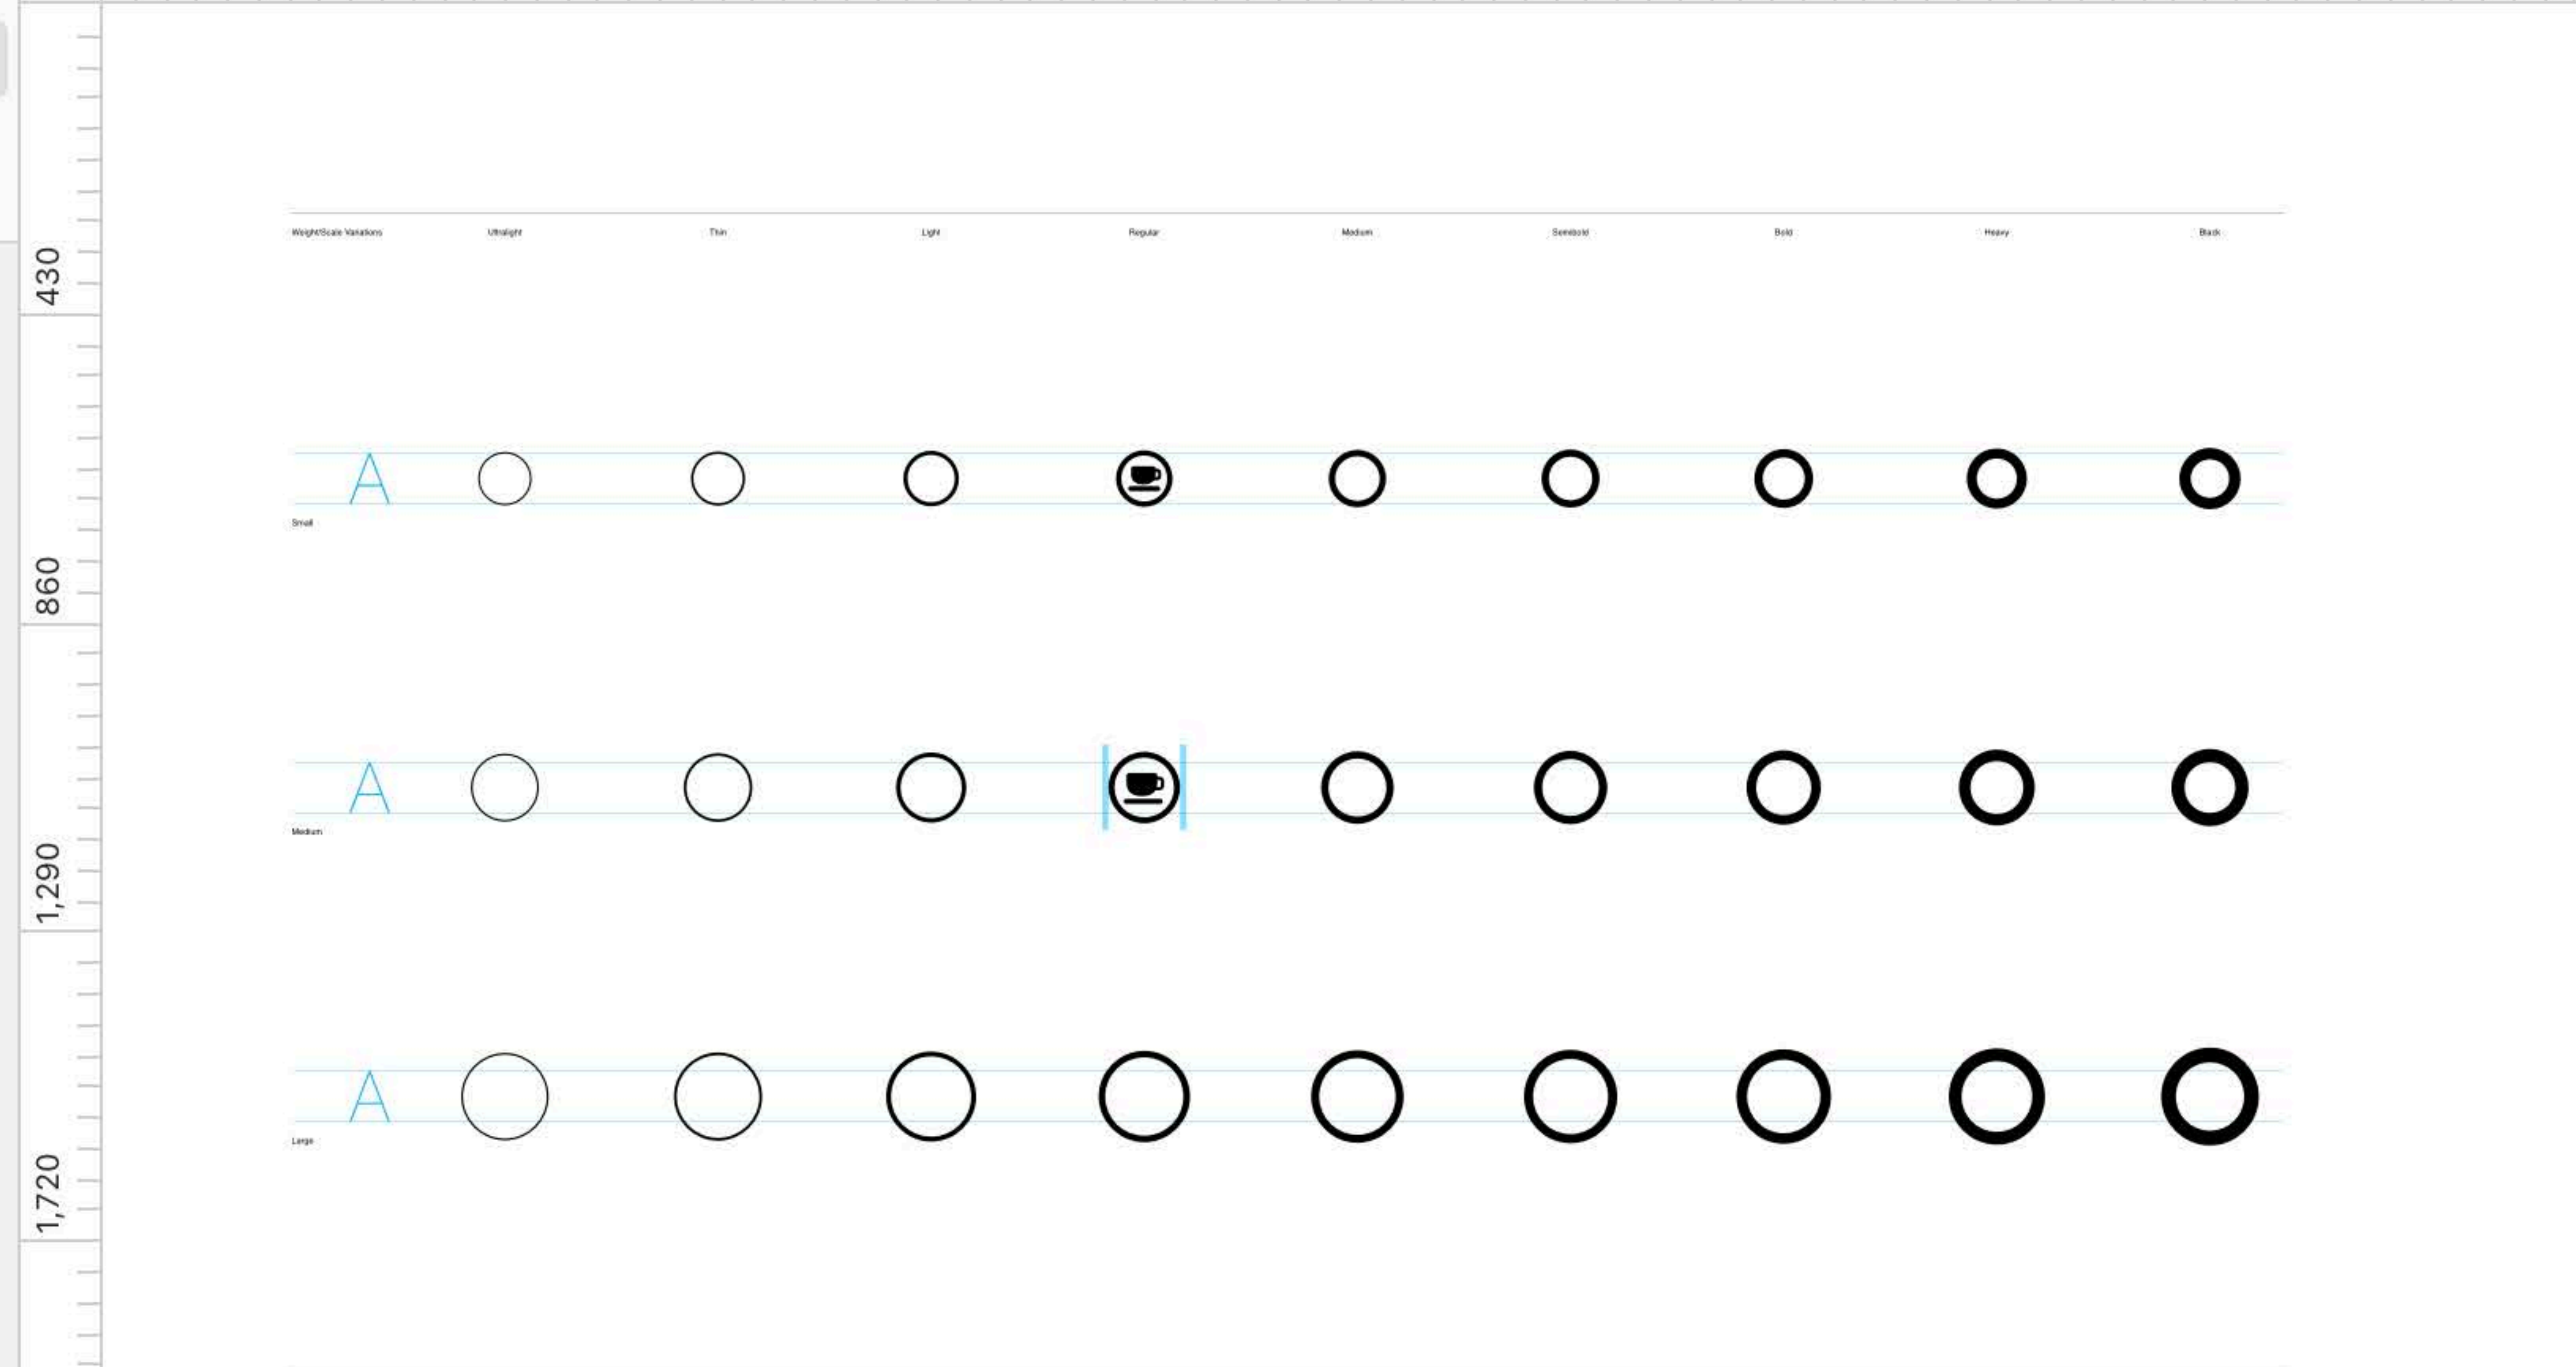 Weight/Scale Variations Ultralight Thin Light Regular Medium Semibold Bold Heavy Black
430
A
Small
860
A
Medium
1,290
A
Large
1,720